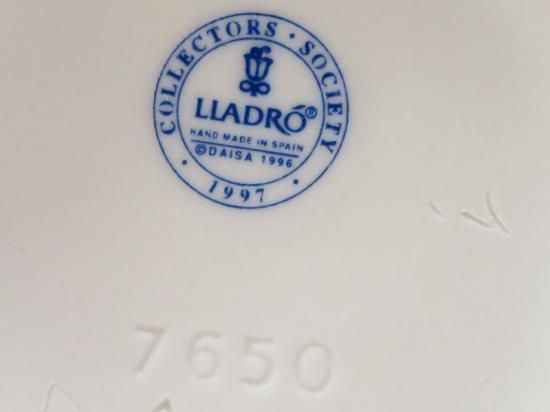 COLLECTORS · SOCIETY
LLADRÓ®
HAND MADE IN SPAIN
©DAISA 1996
· 1997 ·
7650